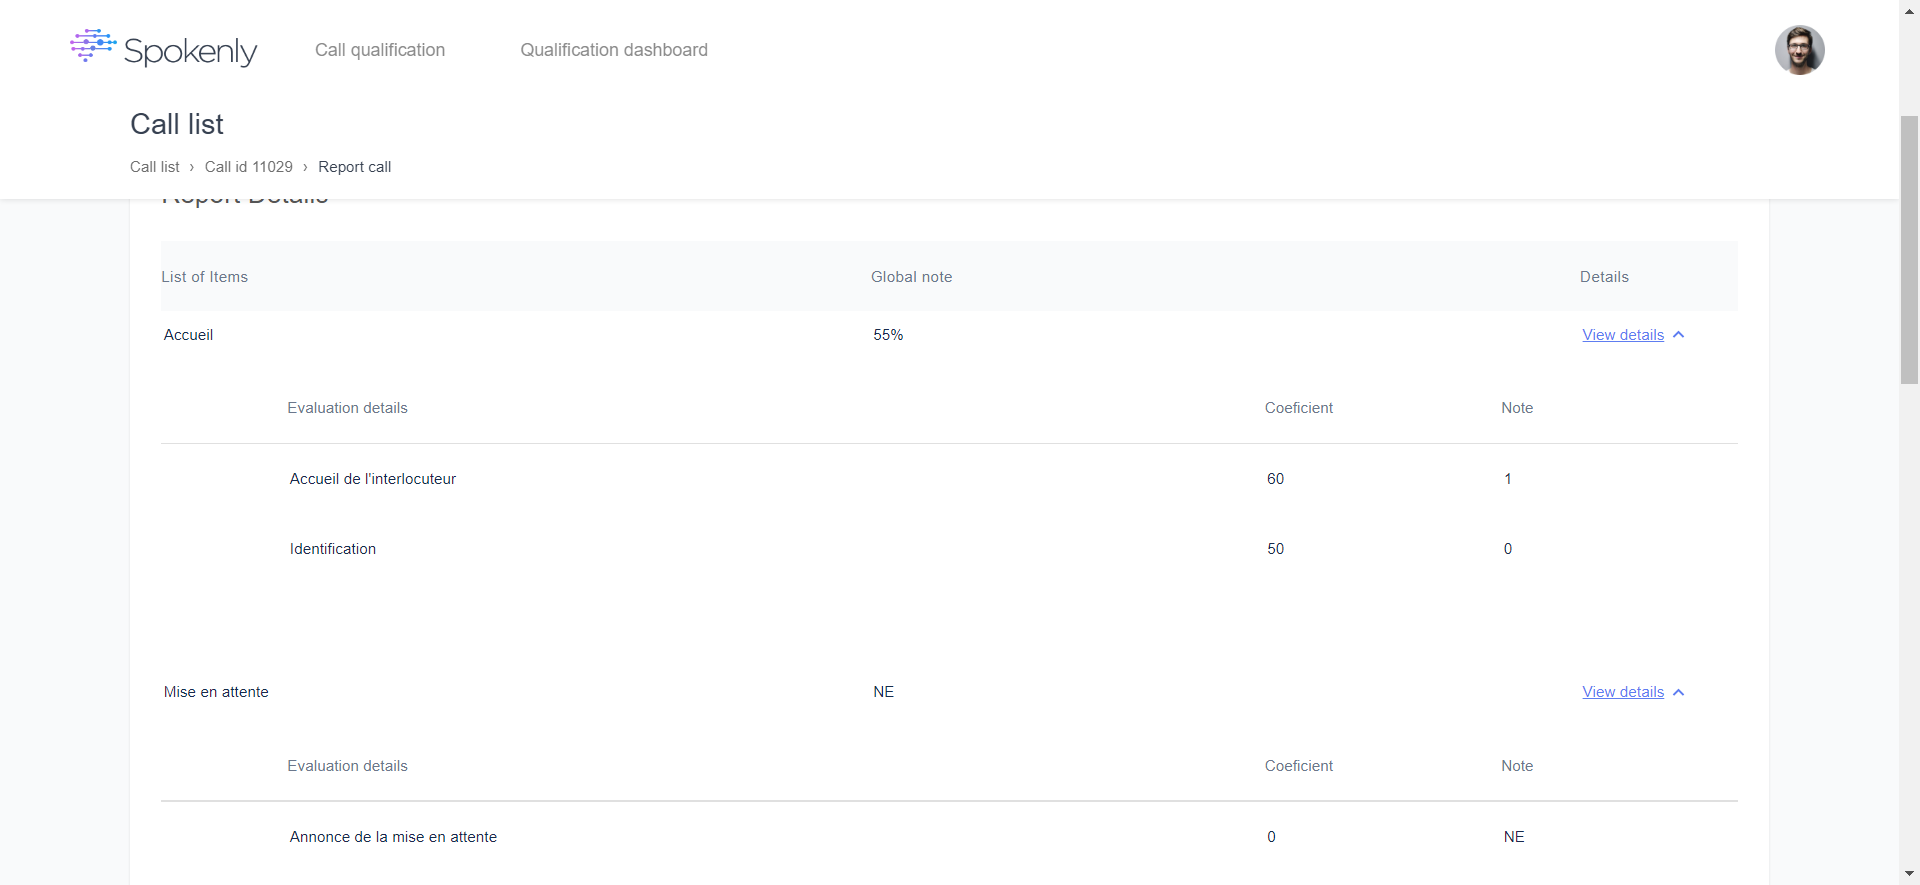 Spokenly
Call qualification
Qualification dashboard
Call list
Call list › Call id 11029 › Report call
Report Details
List of Items Global note Details
Accueil 55% View details
Evaluation details Coeficient Note
Accueil de l'interlocuteur 60 1
Identification 50 0
Mise en attente NE View details
Evaluation details Coeficient Note
Annonce de la mise en attente 0 NE